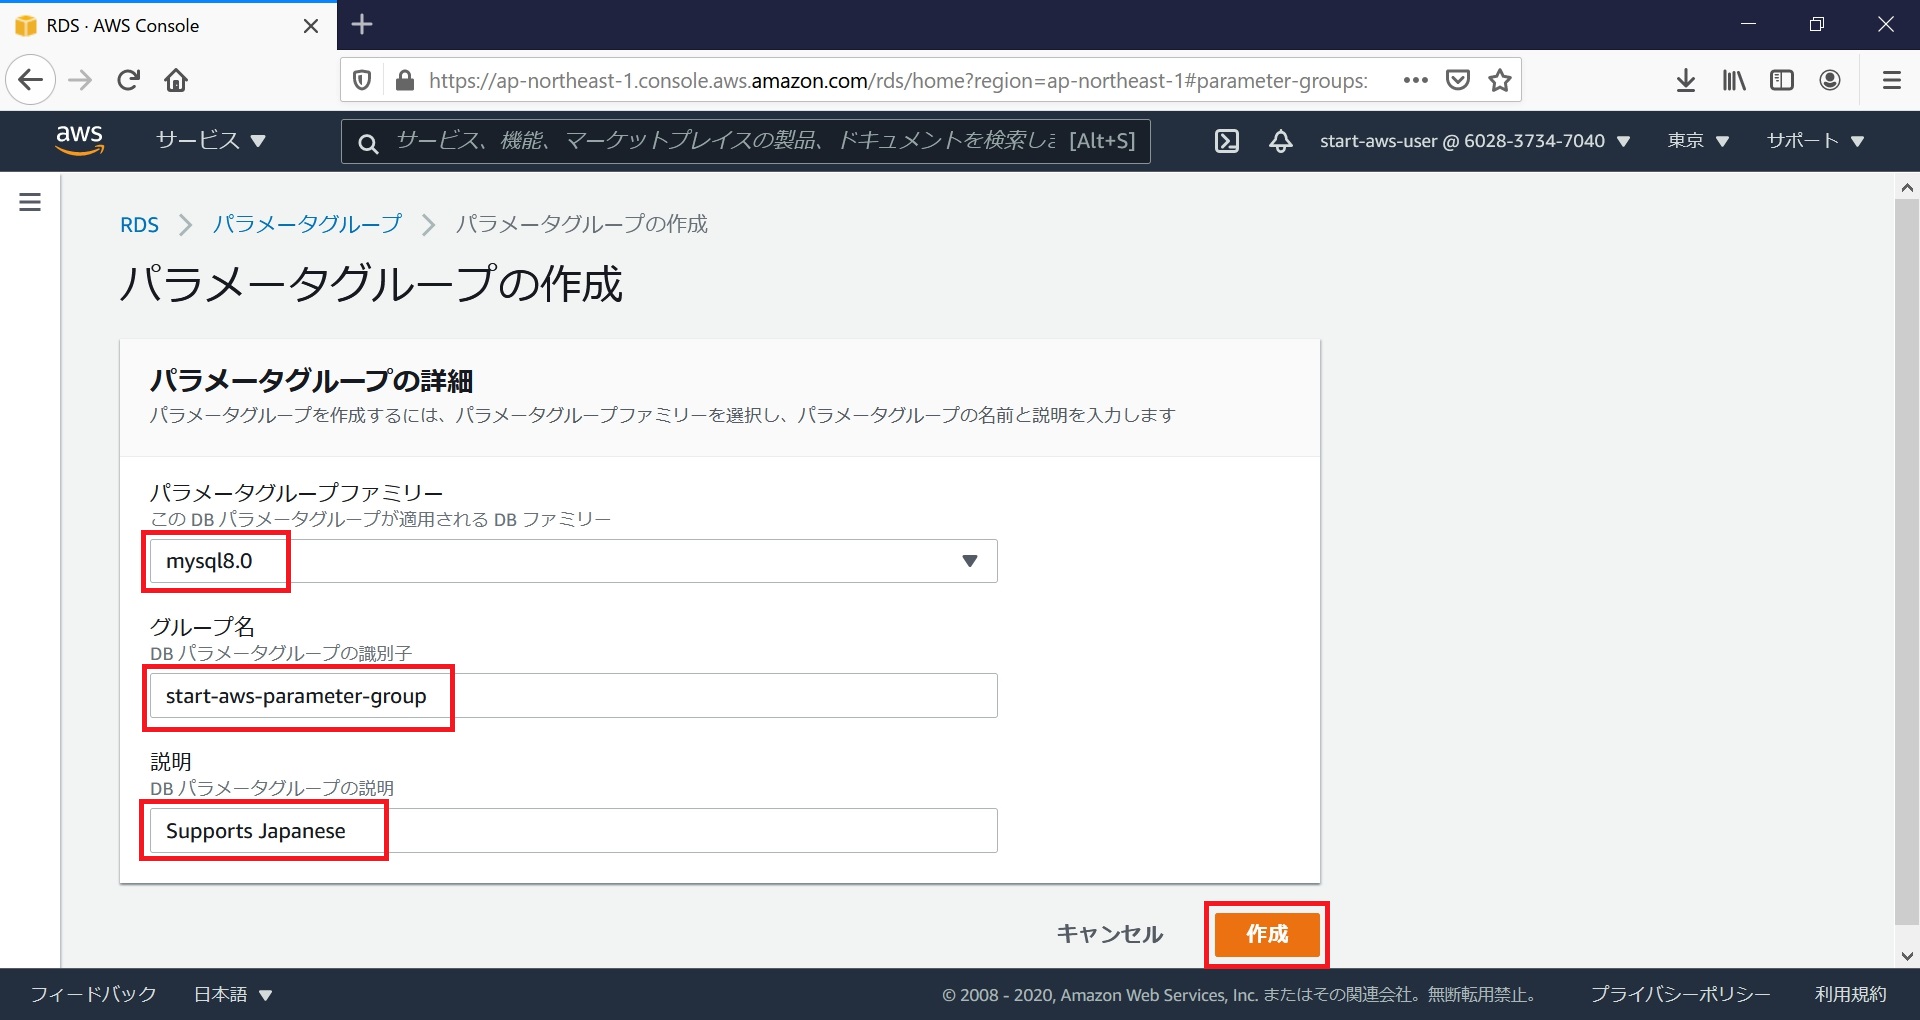 RDS · AWS Console
https://ap-northeast-1.console.aws.amazon.com/rds/home?region=ap-northeast-1#parameter-groups:
aws サービス サービス、機能、マーケットプレイスの製品、ドキュメントを検索しま [Alt+S] start-aws-user @ 6028-3734-7040 東京 サポート
RDS パラメータグループ パラメータグループの作成
パラメータグループの作成
パラメータグループの詳細
パラメータグループを作成するには、パラメータグループファミリーを選択し、パラメータグループの名前と説明を入力します
パラメータグループファミリー
この DB パラメータグループが適用される DB ファミリー
mysql8.0
グループ名
DB パラメータグループの識別子
start-aws-parameter-group
説明
DB パラメータグループの説明
Supports Japanese
キャンセル 作成
フィードバック 日本語 © 2008 - 2020, Amazon Web Services, Inc. またはその関連会社。無断転用禁止。 プライバシーポリシー 利用規約